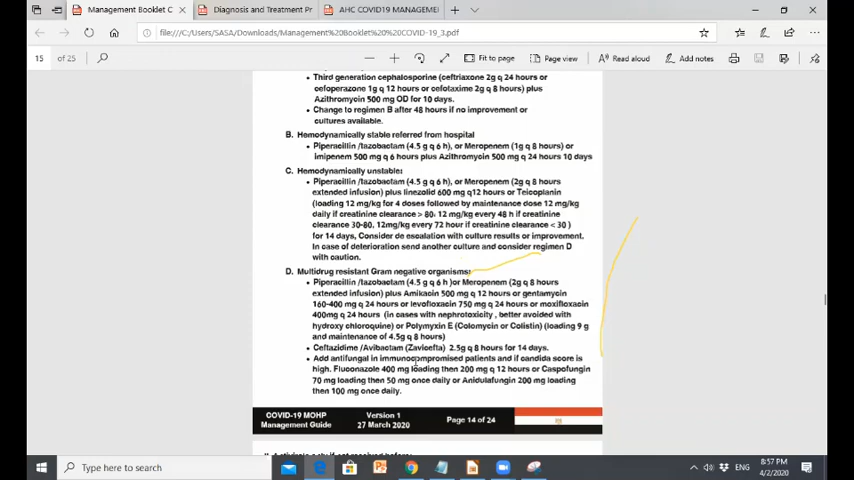 Management Booklet C
Diagnosis and Treatment Pr
AHC COVID19 MANAGEME
file:///C:/Users/SASA/Downloads/Management%20Booklet%20%20COVID-19_3.pdf
15 of 25
Fit to page
Page view
Read aloud
Add notes
• Third generation cephalosporine (ceftriaxone 2g q 24 hours or
cefoperazone 1g q 12 hours or cefotaxime 2g q 8 hours) plus
Azithromycin 500 mg OD for 10 days.
• Change to regimen B after 48 hours if no improvement or
cultures available.
B. Hemodynamically stable referred from hospital
• Piperacillin /tazobactam (4.5 g q 6 h), or Meropenem (1g q 8 hours) or
imipenem 500 mg q 6 hours plus Azithromycin 500 mg q 24 hours 10 days
C. Hemodynamically unstable:
• Piperacillin /tazobactam (4.5 g q 6 h), or Meropenem (2g q 8 hours
extended infusion) plus linezolid 600 mg q12 hours or Teicoplanin
(loading 12 mg/kg for 4 doses followed by maintenance dose 12 mg/kg
daily if creatinine clearance > 80, 12 mg/kg every 48 h if creatinine
clearance 30-80, 12mg/kg every 72 hour if creatinine clearance < 30 )
for 14 days, Consider de escalation with culture results or improvement.
In case of deterioration send another culture and consider regimen D
with caution.
D. Multidrug resistant Gram negative organisms:
• Piperacillin /tazobactam (4.5 g q 6 h )or Meropenem (2g q 8 hours
extended infusion) plus Amikacin 500 mg q 12 hours or gentamycin
160-400 mg q 24 hours or levofloxacin 750 mg q 24 hours or moxifloxacin
400mg q 24 hours (in cases with nephrotoxicity , better avoided with
hydroxy chloroquine) or Polymyxin E (Colomycin or Colistin) (loading 9 g
and maintenance of 4.5g q 8 hours)
• Ceftazidime /Avibactam (Zavicefta) 2.5g q 8 hours for 14 days.
• Add antifungal in immunocompromised patients and if candida score is
high. Fluconazole 400 mg loading then 200 mg q 12 hours or Caspofungin
70 mg loading then 50 mg once daily or Anidulafungin 200 mg loading
then 100 mg once daily.
COVID-19 MOHP
Management Guide
Version 1
27 March 2020
Page 14 of 24
Type here to search
ENG
8:57 PM
4/2/2020